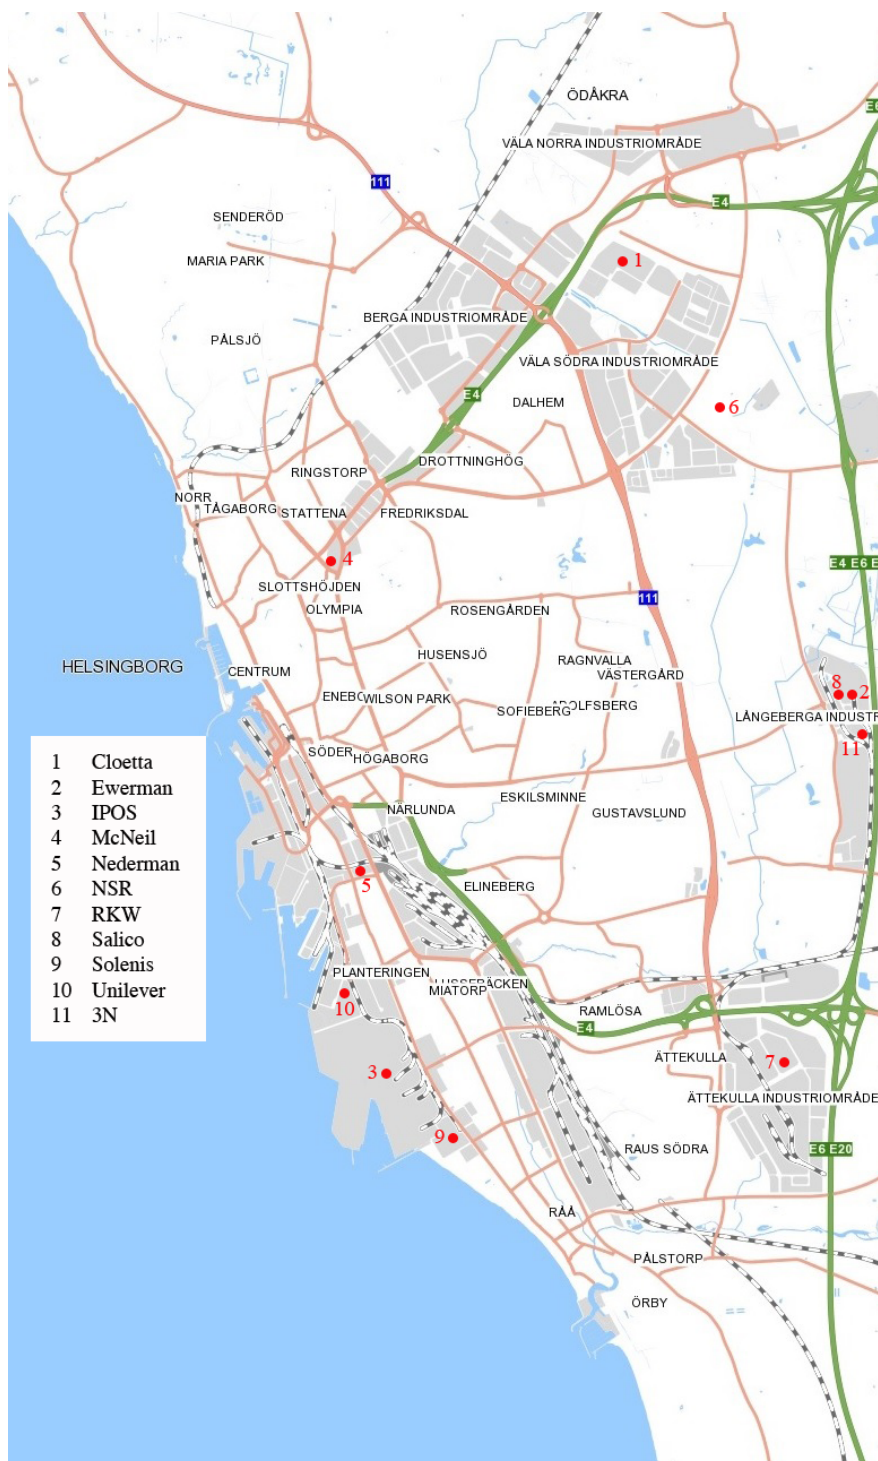 ÖDÅKRA
E6
VÄLA NORRA INDUSTRIOMRÅDE
111
E4
SENDERÖD
MARIA PARK
1
BERGA INDUSTRIOMRÅDE
PÅLSJÖ
VÄLA SÖDRA INDUSTRIOMRÅDE
E4
DALHEM
6
DROTTNINGHÖG
RINGSTORP
NORR
TÅGABORG
STATTENA
FREDRIKSDAL
4
E4 E6 E
SLOTTSHÖJDEN
111
OLYMPIA
ROSENGÅRDEN
HUSENSJÖ
RAGNVALLA
HELSINGBORG
CENTRUM
VÄSTERGÅRD
8 2
ENEBO
WILSON PARK
SOFIEBERG
ADOLFSBERG
LÅNGEBERGA INDUSTR
11
SÖDER
HÖGABORG
1 Cloetta
2 Ewerman
3 IPOS
4 McNeil
5 Nederman
6 NSR
7 RKW
8 Salico
9 Solenis
10 Unilever
11 3N
ESKILSMINNE
NÄRLUNDA
GUSTAVSLUND
5
ELINEBERG
PLANTERINGEN
LUSSEBÄCKEN
MIATORP
10
RAMLÖSA
E4
ÄTTEKULLA
7
3
ÄTTEKULLA INDUSTRIOMRÅDE
9
RAUS SÖDRA
E6 E20
RÅÅ
PÅLSTORP
ÖRBY